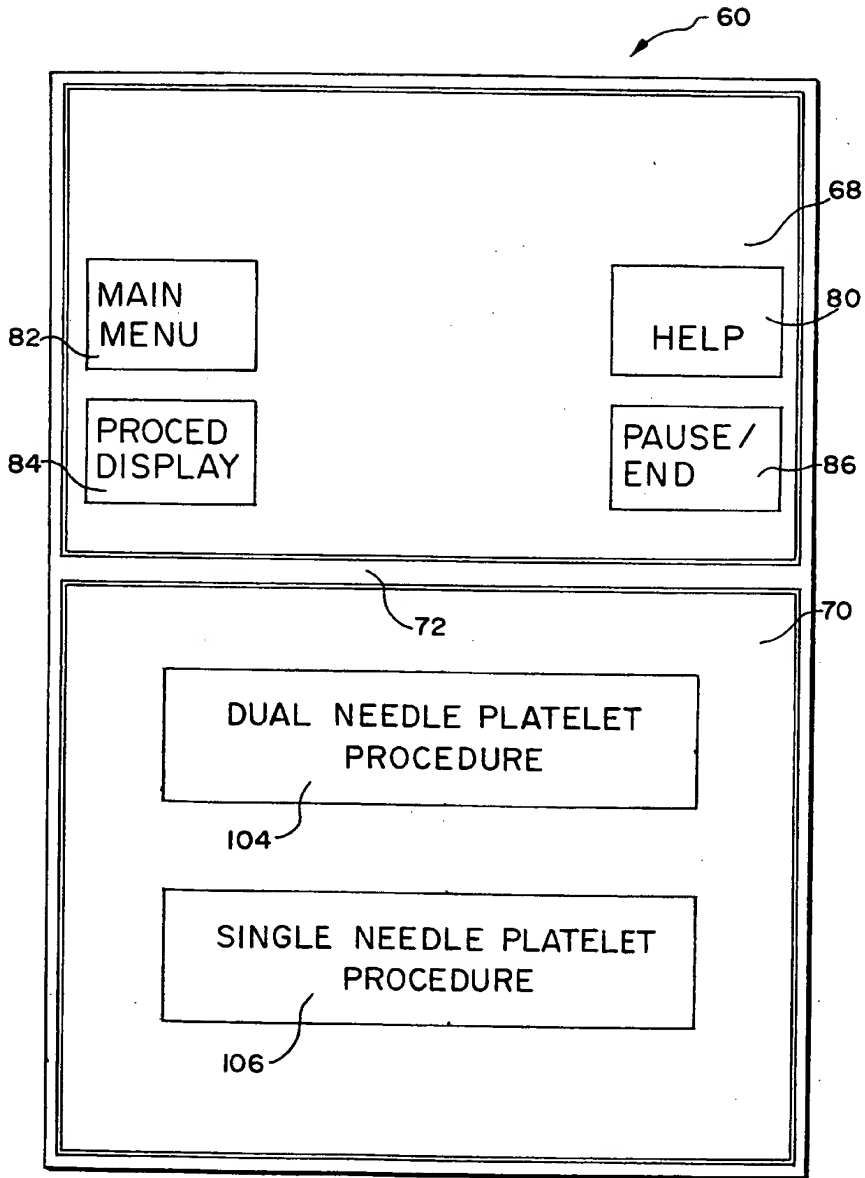 60
68
MAIN
MENU
80
HELP
82
PROCED
DISPLAY
84
PAUSE/
END
86
72
70
DUAL NEEDLE PLATELET
PROCEDURE
104
SINGLE NEEDLE PLATELET
PROCEDURE
106